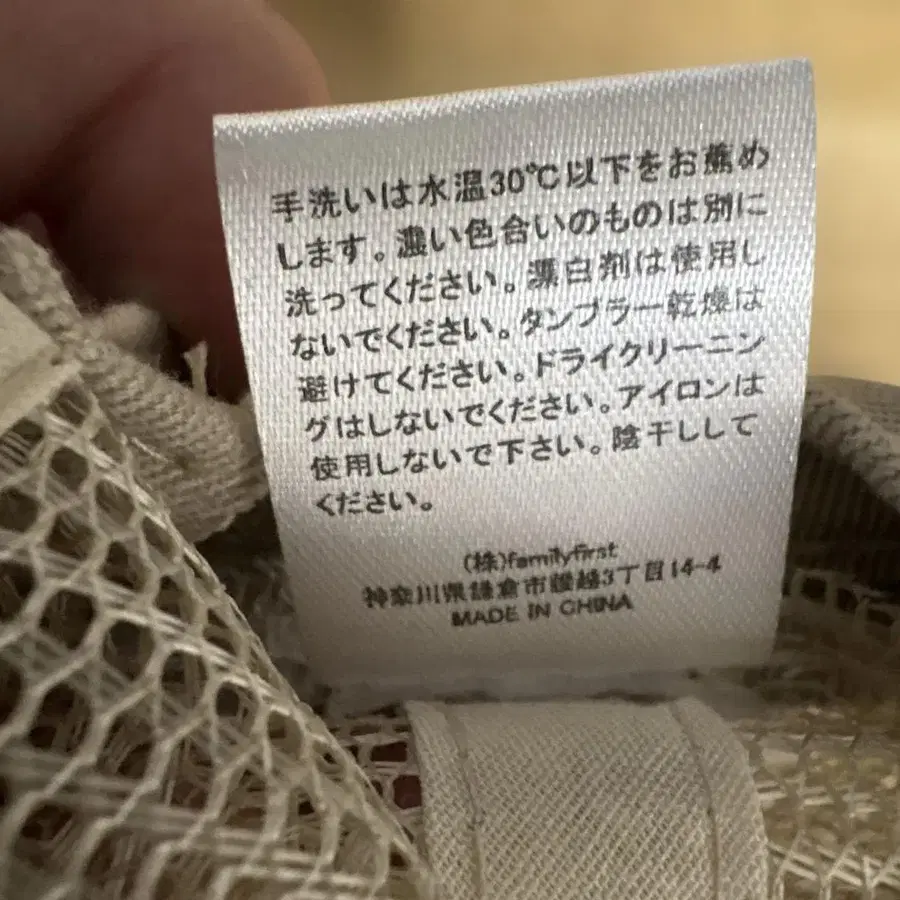 手洗いは水温30℃以下をお薦め
します。濃い色合いのものは別に
洗ってください。漂白剤は使用し
ないでください。タンブラー乾燥は
避けてください。ドライクリーニン
グはしないでください。アイロンは
使用しないで下さい。陰干しして
ください。
(株)familyfirst
神奈川県鎌倉市腰越3丁目14-4
MADE IN CHINA